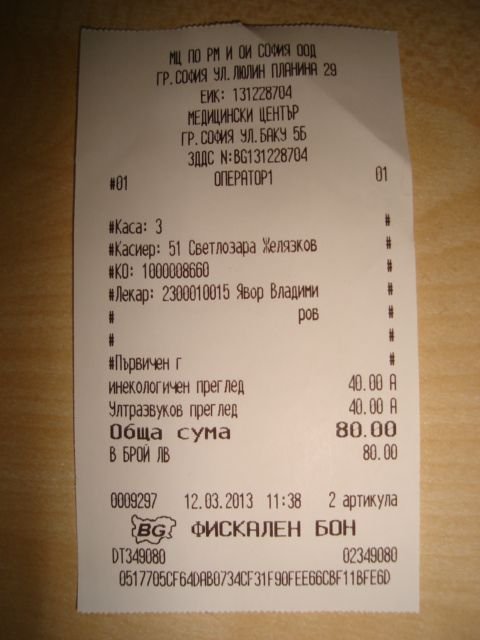 МЦ ПО РМ И ОИ СОФИЯ ООД
ГР.СОФИЯ УЛ.ЛЮЛИН ПЛАНИНА 29
ЕИК: 131228704
МЕДИЦИНСКИ ЦЕНТЪР
ГР.СОФИЯ УЛ.БАКУ 5Б
ЗДДС N:BG131228704
#01 ОПЕРАТОР1 01
#Каса: 3 #
#Касиер: 51 Светлозара Желязков #
#КО: 1000008660 #
#Лекар: 2300010015 Явор Владими #
# ров #
# #
#Първичен г #
инекологичен преглед 40.00 А
Ултразвуков преглед 40.00 А
Обща сума 80.00
В БРОЙ ЛВ 80.00
0009297 12.03.2013 11:38 2 артикула
BG ФИСКАЛЕН БОН
DT349080 02349080
0517705CF64DAB0734CF31F90FEE66CBF11BFE6D